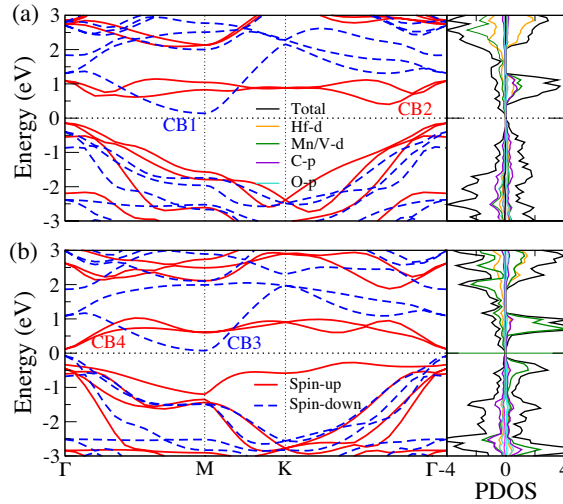 (a)
3
2
1
0
-1
-2
-3
Energy (eV)
CB1
CB2
Total
Hf-d
Mn/V-d
C-p
O-p
(b)
3
2
1
0
-1
-2
-3
Energy (eV)
CB4
CB3
Spin-up
Spin-down
Γ
M
K
Γ
-4
0
4
PDOS